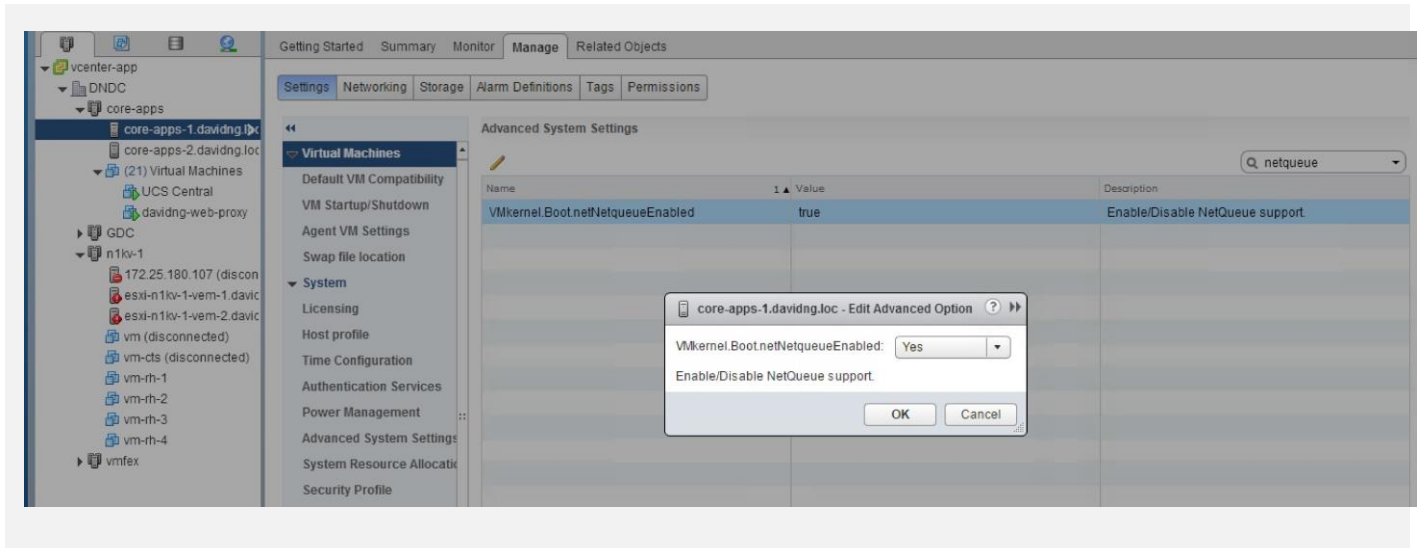 Getting Started Summary Monitor Manage Related Objects
vcenter-app
DNDC
core-apps
core-apps-1.davidng.loc
core-apps-2.davidng.loc
(21) Virtual Machines
UCS Central
davidng-web-proxy
GDC
n1kv-1
172.25.180.107 (discon
esxi-n1kv-1-vem-1.davic
esxi-n1kv-1-vem-2.davic
vm (disconnected)
vm-cts (disconnected)
vm-rh-1
vm-rh-2
vm-rh-3
vm-rh-4
vmfex
Settings Networking Storage Alarm Definitions Tags Permissions
Virtual Machines
Default VM Compatibility
VM Startup/Shutdown
Agent VM Settings
Swap file location
System
Licensing
Host profile
Time Configuration
Authentication Services
Power Management
Advanced System Settings
System Resource Allocatio
Security Profile
Advanced System Settings
netqueue
Name 1 Value Description
VMkernel.Boot.netNetqueueEnabled true Enable/Disable NetQueue support.
core-apps-1.davidng.loc - Edit Advanced Option ?
VMkernel.Boot.netNetqueueEnabled: Yes
Enable/Disable NetQueue support.
OK Cancel